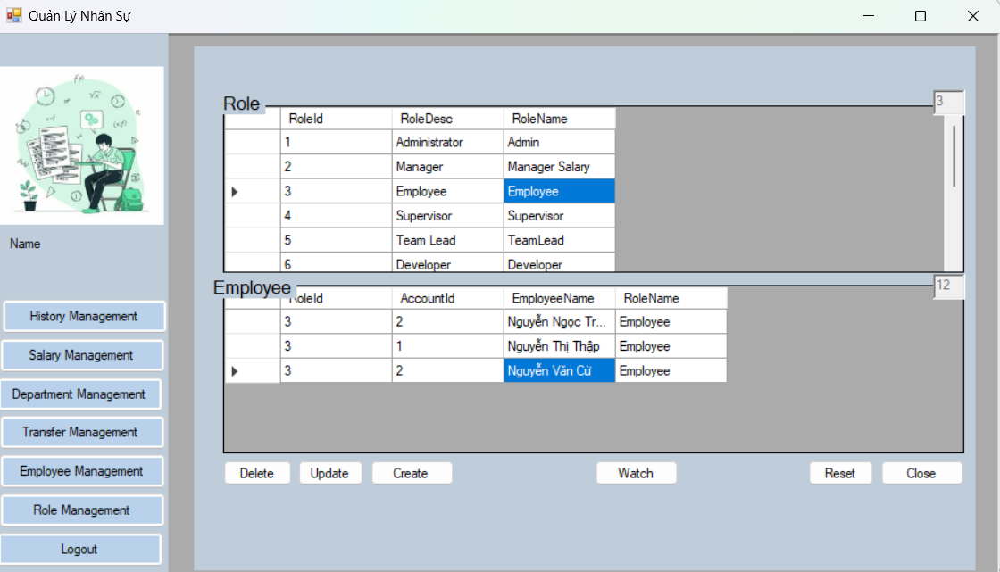 Quản Lý Nhân Sự
Name
History Management
Salary Management
Department Management
Transfer Management
Employee Management
Role Management
Logout
Role
3
RoleId RoleDesc RoleName
1 Administrator Admin
2 Manager Manager Salary
3 Employee Employee
4 Supervisor Supervisor
5 Team Lead TeamLead
6 Developer Developer
Employee
12
RoleId AccountId EmployeeName RoleName
3 2 Nguyễn Ngọc Tr... Employee
3 1 Nguyễn Thị Thập Employee
3 2 Nguyễn Văn Cừ Employee
Delete Update Create Watch Reset Close